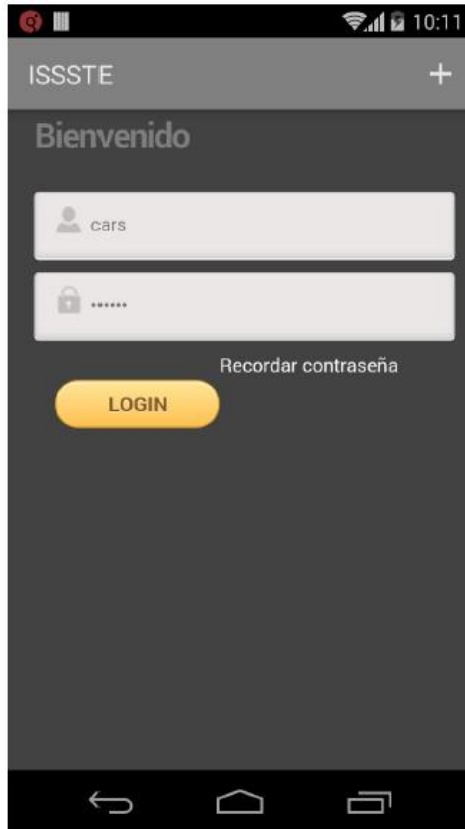 10:11
ISSSTE
Bienvenido
cars
••••••
Recordar contraseña
LOGIN